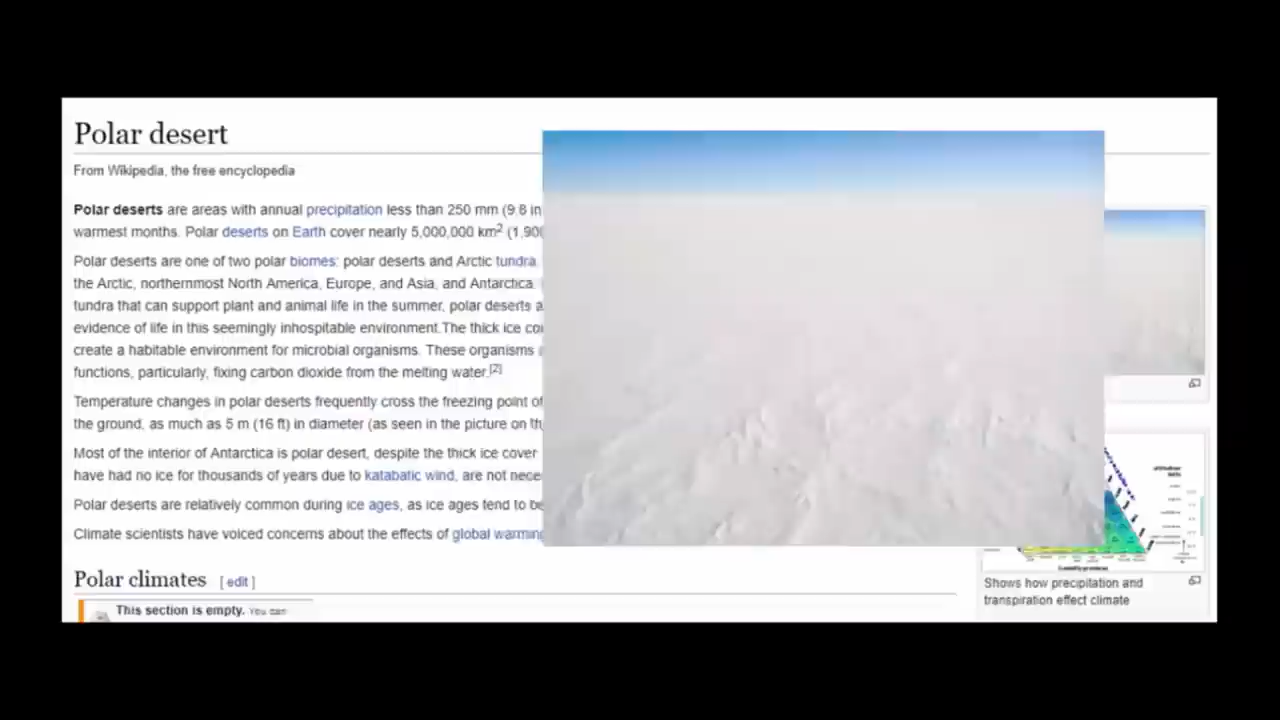 Polar desert
From Wikipedia, the free encyclopedia
Polar deserts are areas with annual precipitation less than 250 mm (9.8 in
warmest months. Polar deserts on Earth cover nearly 5,000,000 km2 (1,900
Polar deserts are one of two polar biomes: polar deserts and Arctic tundra.
the Arctic, northernmost North America, Europe, and Asia, and Antarctica.
tundra that can support plant and animal life in the summer, polar deserts a
evidence of life in this seemingly inhospitable environment.The thick ice co
create a habitable environment for microbial organisms. These organisms
functions, particularly, fixing carbon dioxide from the melting water.[2]
Temperature changes in polar deserts frequently cross the freezing point of
the ground, as much as 5 m (16 ft) in diameter (as seen in the picture on th
Most of the interior of Antarctica is polar desert, despite the thick ice cover
have had no ice for thousands of years due to katabatic wind, are not nece
Polar deserts are relatively common during ice ages, as ice ages tend to be
Climate scientists have voiced concerns about the effects of global warming
Polar climates [ edit ]
This section is empty. You can
Shows how precipitation and
transpiration effect climate